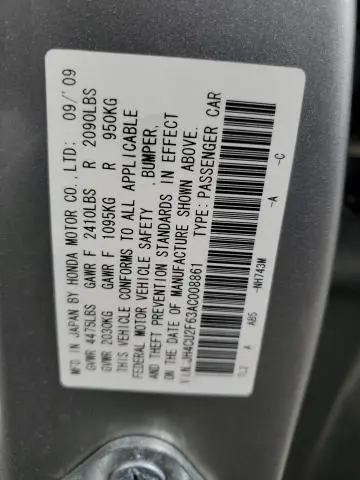 MFD. IN JAPAN BY HONDA MOTOR CO.,LTD: 09/'09
GVWR 4475LBS GAWR F 2410LBS R 2090LBS
GVWR 2030KG GAWR F 1095KG R 950KG
THIS VEHICLE CONFORMS TO ALL APPLICABLE
FEDERAL MOTOR VEHICLE SAFETY, BUMPER,
AND THEFT PREVENTION STANDARDS IN EFFECT
ON THE DATE OF MANUFACTURE SHOWN ABOVE.
V.I.N.:JH4CU2F63AC008861 TYPE: PASSENGER CAR
-NH743M -A -C
TL2 A AB5